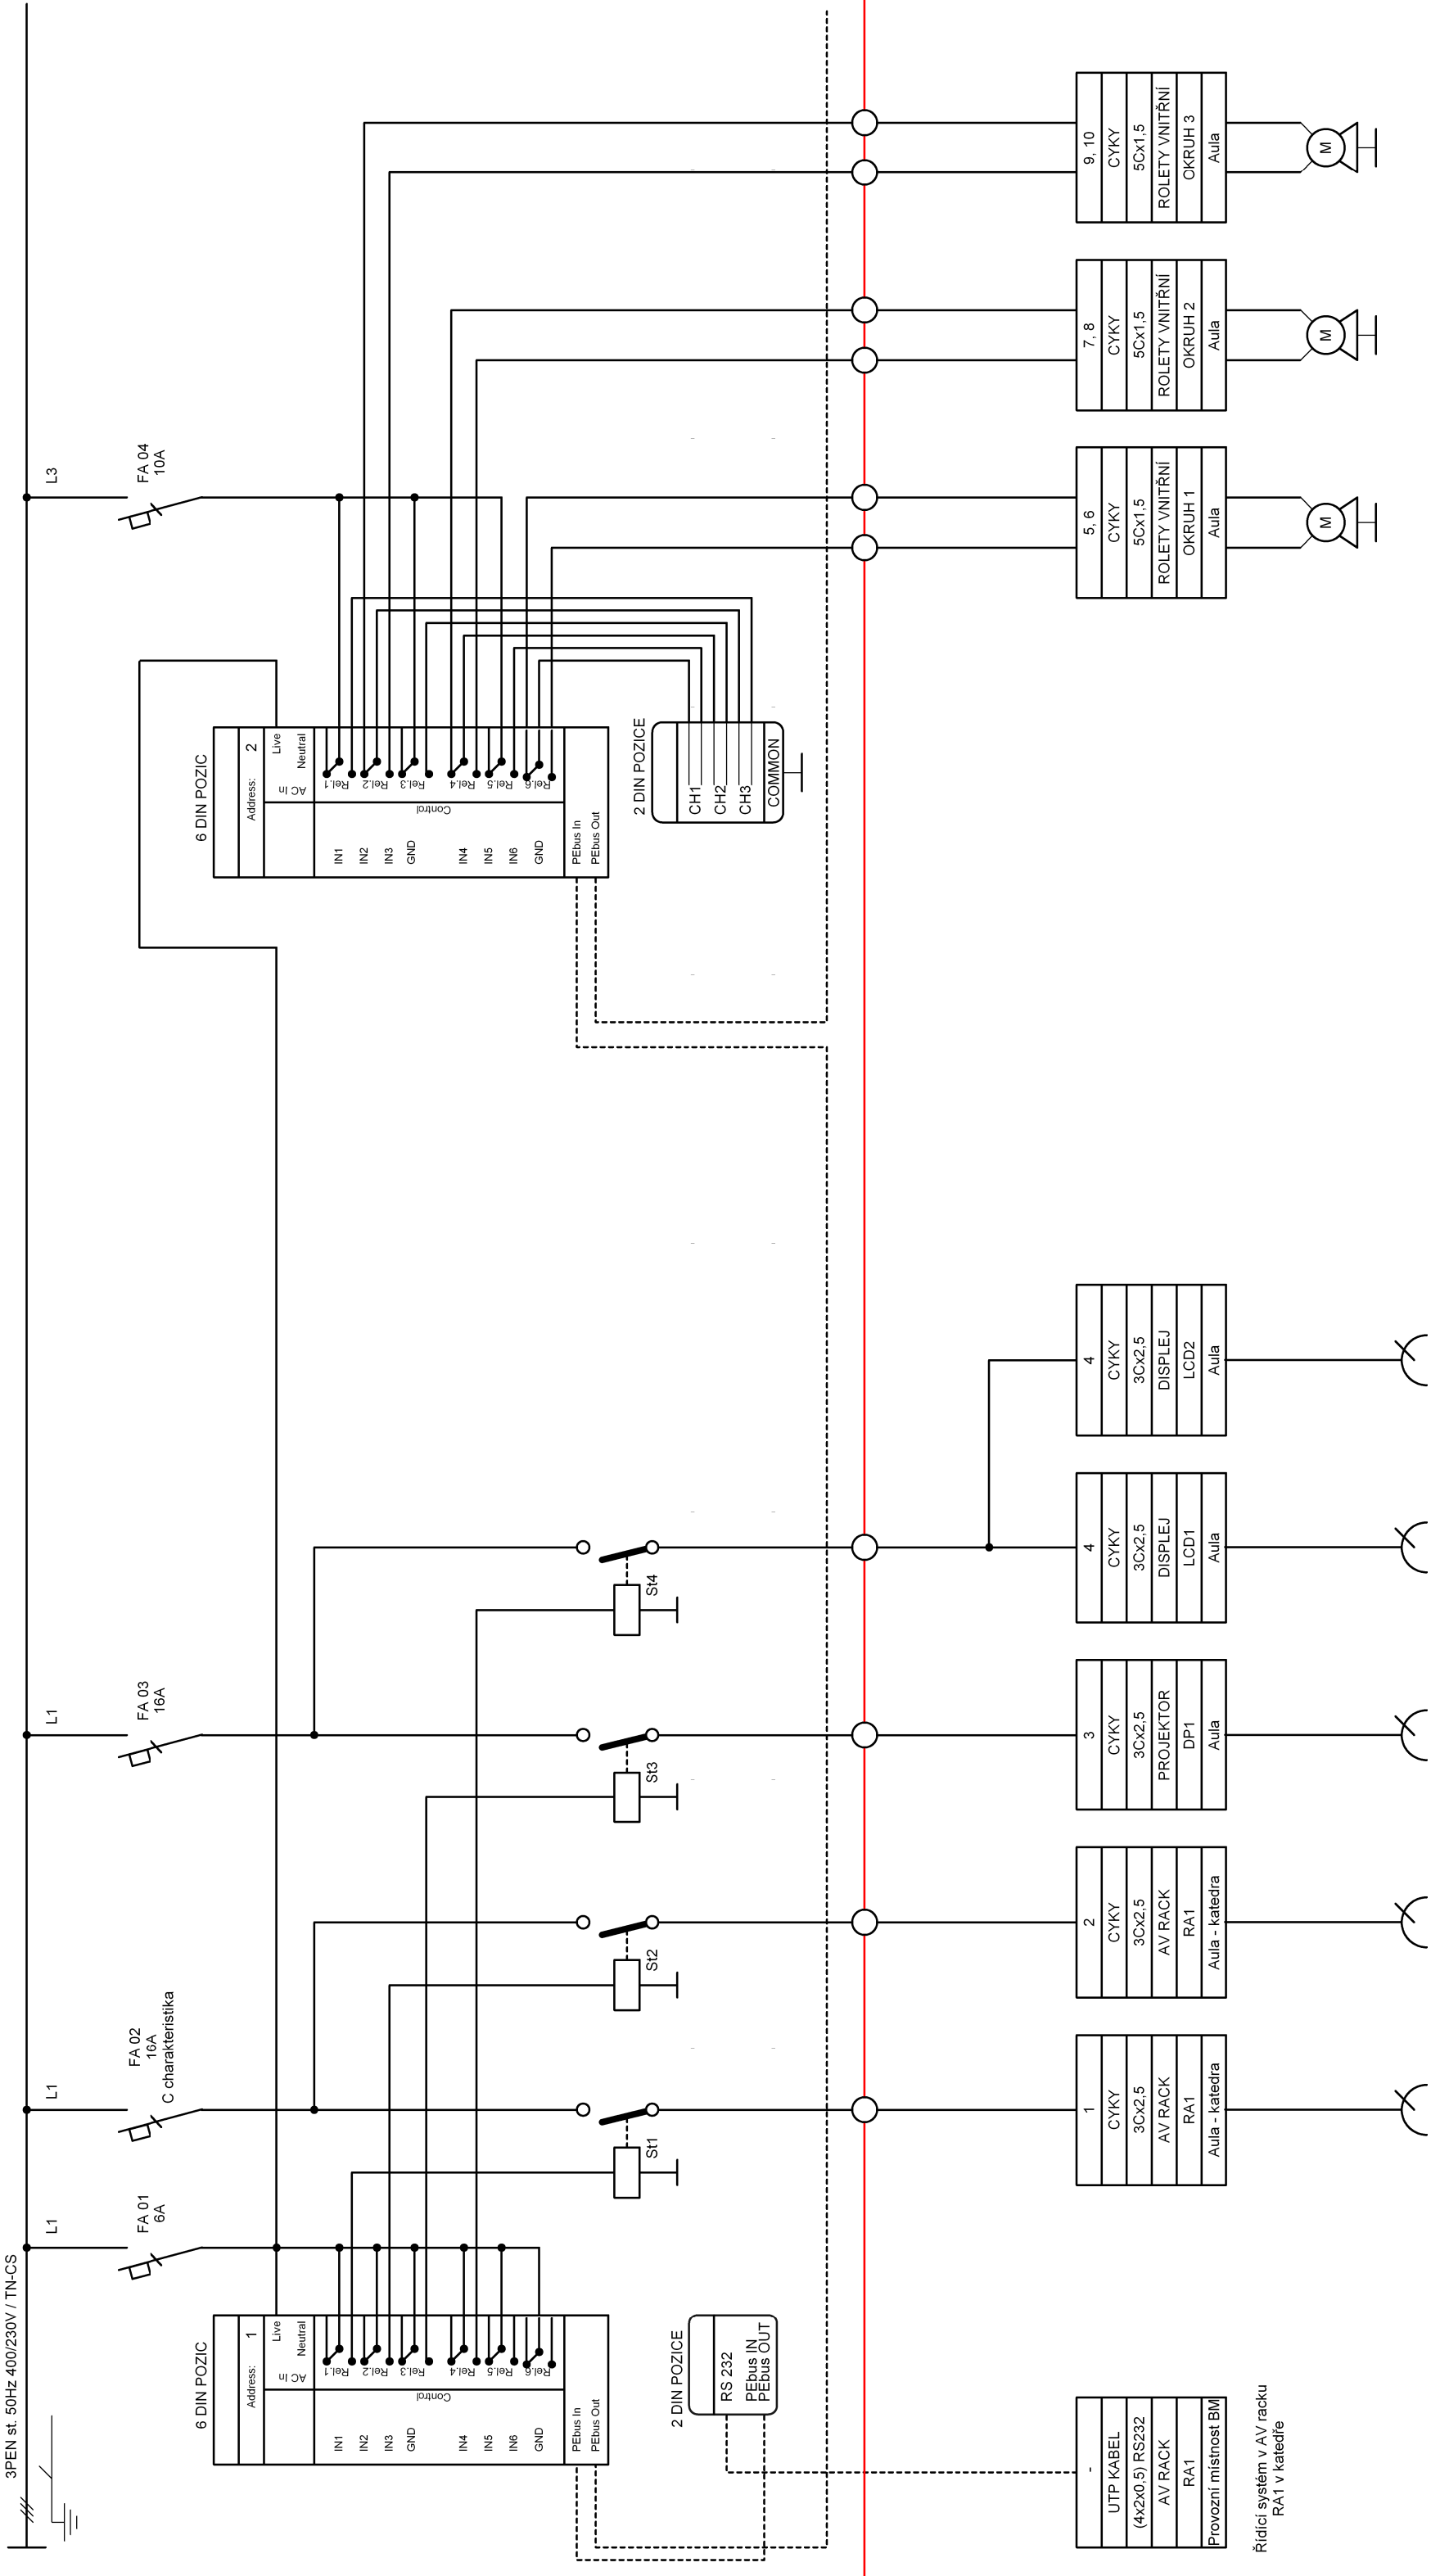 3PEN st. 50Hz 400/230V / TN-CS
L1
FA 01
6A
L1
FA 02
16A
C charakteristika
L1
FA 03
16A
L3
FA 04
10A
6 DIN POZIC
Address: 1
Live
Neutral
AC In
Rel.1
Rel.2
Rel.3
Rel.4
Rel.5
Rel.6
Control
IN1
IN2
IN3
GND
IN4
IN5
IN6
GND
PEbus In
PEbus Out
6 DIN POZIC
Address: 2
Live
Neutral
AC In
Rel.1
Rel.2
Rel.3
Rel.4
Rel.5
Rel.6
Control
IN1
IN2
IN3
GND
IN4
IN5
IN6
GND
PEbus In
PEbus Out
2 DIN POZICE
RS 232
PEbus IN
PEbus OUT
St1
St2
St3
St4
2 DIN POZICE
CH1
CH2
CH3
COMMON
-
UTP KABEL
(4x2x0,5) RS232
AV RACK
RA1
Provozní místnost BM
Řídící systém v AV racku
RA1 v katedře
1
CYKY
3Cx2,5
AV RACK
RA1
Aula - katedra
2
CYKY
3Cx2,5
AV RACK
RA1
Aula - katedra
3
CYKY
3Cx2,5
PROJEKTOR
DP1
Aula
4
CYKY
3Cx2,5
DISPLEJ
LCD1
Aula
4
CYKY
3Cx2,5
DISPLEJ
LCD2
Aula
5, 6
CYKY
5Cx1,5
ROLETY VNITŘNÍ
OKRUH 1
Aula
M
7, 8
CYKY
5Cx1,5
ROLETY VNITŘNÍ
OKRUH 2
Aula
M
9, 10
CYKY
5Cx1,5
ROLETY VNITŘNÍ
OKRUH 3
Aula
M